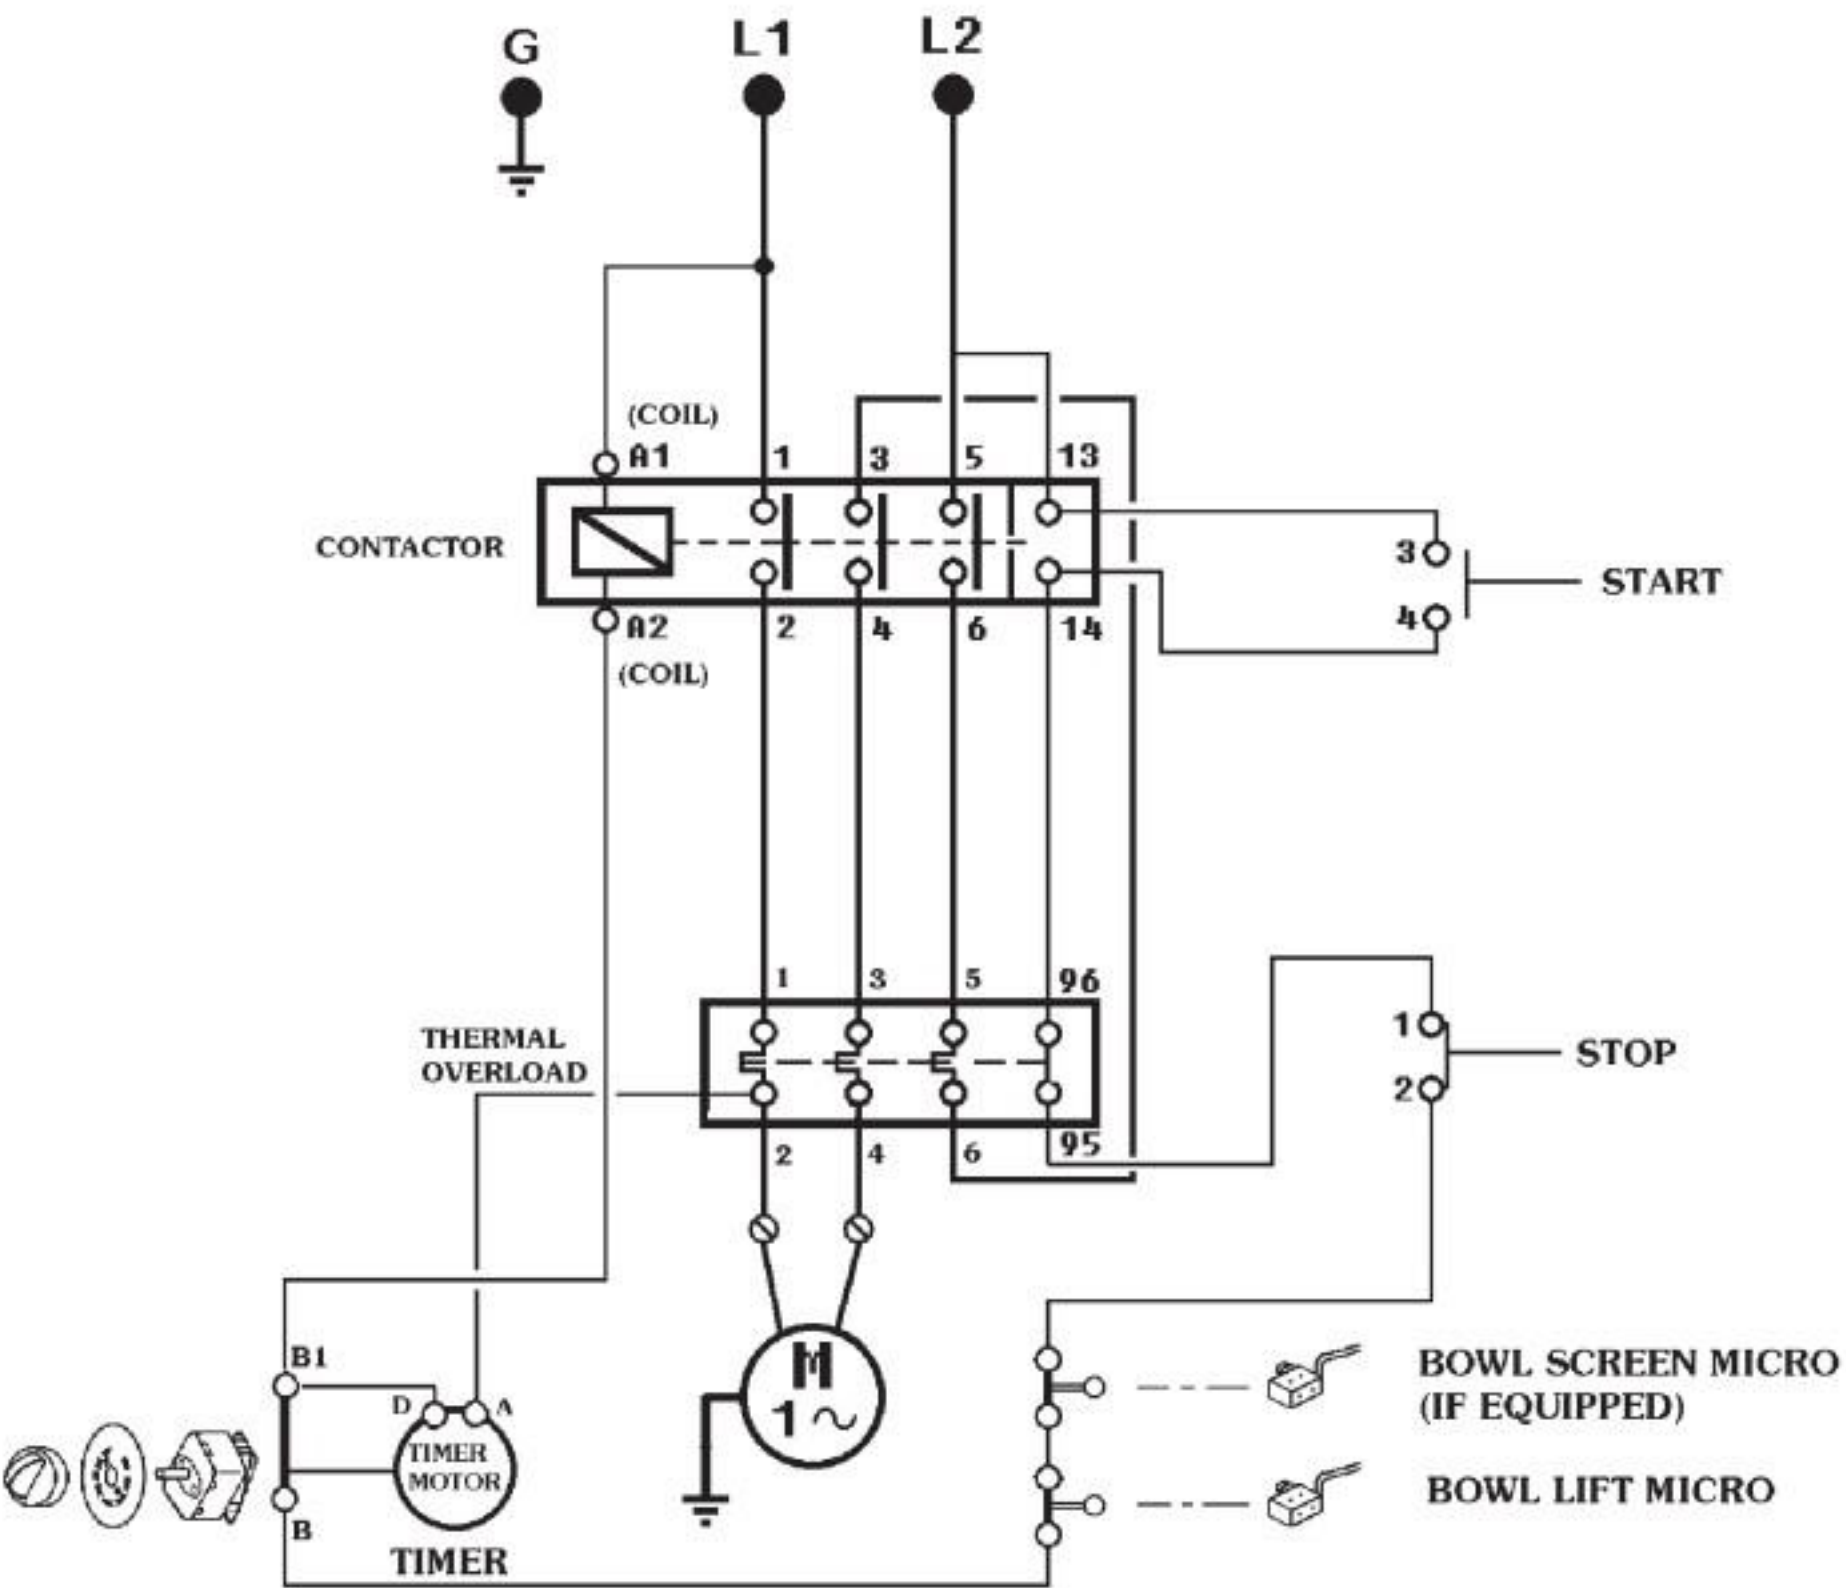 G L1 L2
(COIL)
A1 1 3 5 13
CONTACTOR
3
START
4
A2 2 4 6 14
(COIL)
1 3 5 96
THERMAL
OVERLOAD
1
STOP
2
2 4 6 95
B1
D A
TIMER
MOTOR
B
TIMER
M
1~
BOWL SCREEN MICRO
(IF EQUIPPED)
BOWL LIFT MICRO